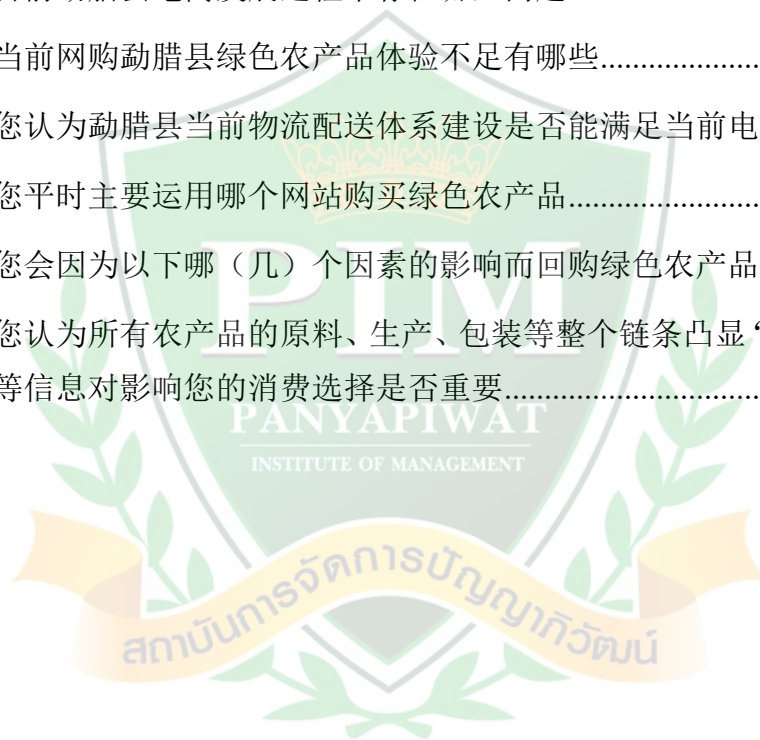 当前网购勐腊县绿色农产品体验不足有哪些....................
您认为勐腊县当前物流配送体系建设是否能满足当前电
您平时主要运用哪个网站购买绿色农产品........................
您会因为以下哪（几）个因素的影响而回购绿色农产品
您认为所有农产品的原料、生产、包装等整个链条凸显“
等信息对影响您的消费选择是否重要................................
PIM
PANYAPIWAT
INSTITUTE OF MANAGEMENT
สถาบันการจัดการปัญญาภิวัฒน์